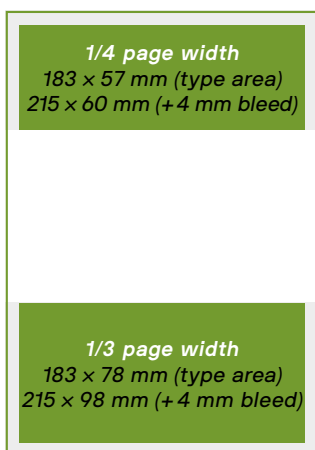 1/4 page width
183 × 57 mm (type area)
215 × 60 mm (+4 mm bleed)
1/3 page width
183 × 78 mm (type area)
215 × 98 mm (+4 mm bleed)